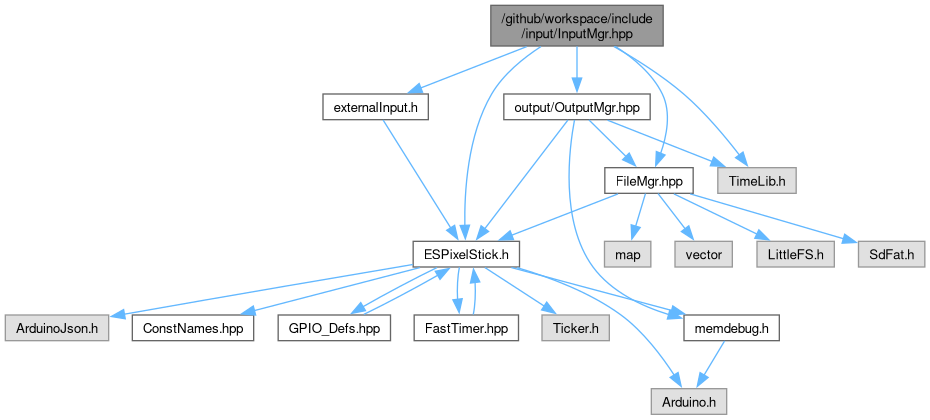 /github/workspace/include
/input/InputMgr.hpp
externalInput.h
output/OutputMgr.hpp
FileMgr.hpp
TimeLib.h
ESPixelStick.h
map
vector
LittleFS.h
SdFat.h
ArduinoJson.h
ConstNames.hpp
GPIO_Defs.hpp
FastTimer.hpp
Ticker.h
memdebug.h
Arduino.h